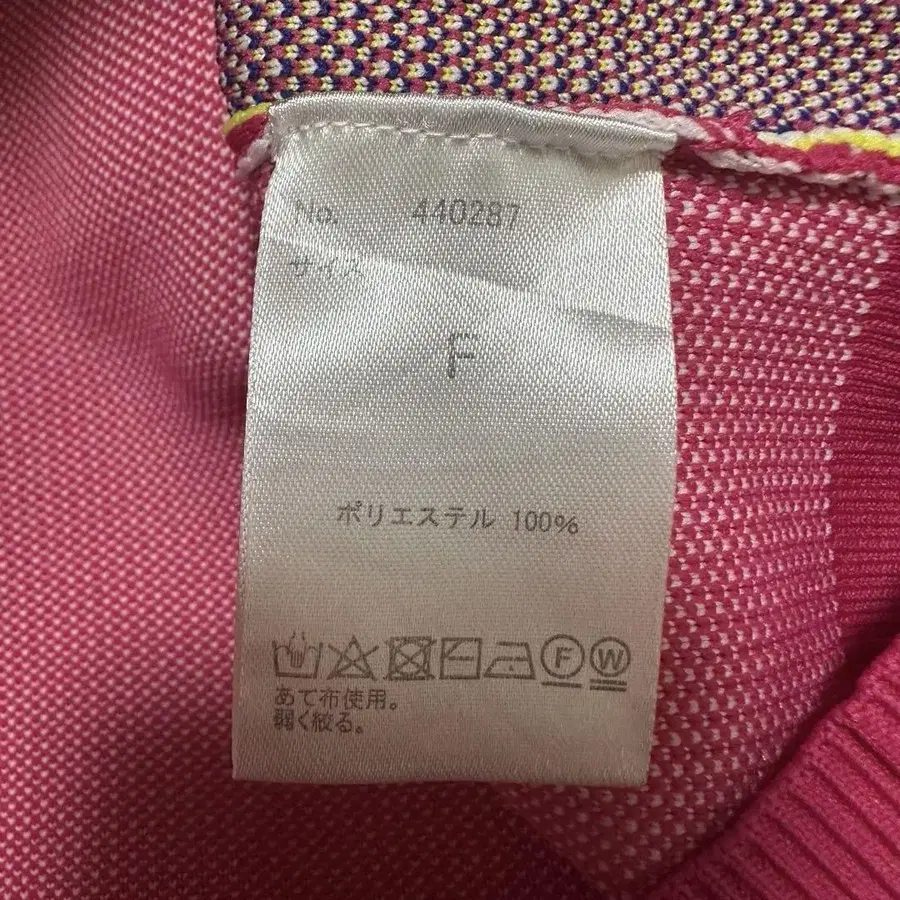 No. 440287
サイズ
F
ポリエステル 100%
F W
あて布使用。
弱く絞る。